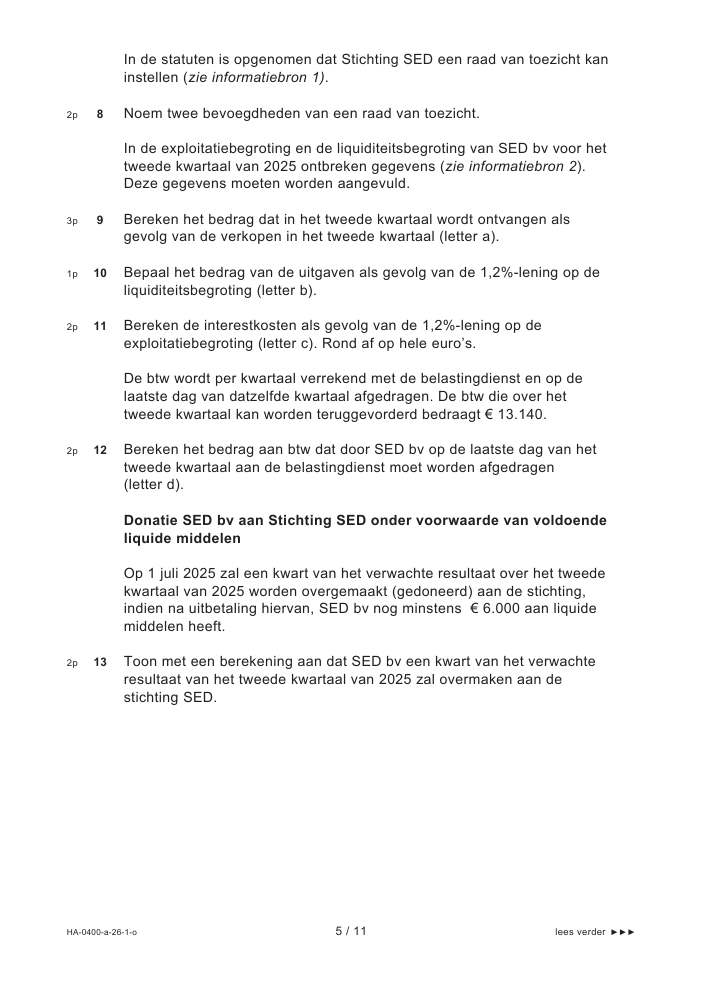 In de statuten is opgenomen dat Stichting SED een raad van toezicht kan
instellen (zie informatiebron 1).
2p 8 Noem twee bevoegdheden van een raad van toezicht.
In de exploitatiebegroting en de liquiditeitsbegroting van SED bv voor het
tweede kwartaal van 2025 ontbreken gegevens (zie informatiebron 2).
Deze gegevens moeten worden aangevuld.
3p 9 Bereken het bedrag dat in het tweede kwartaal wordt ontvangen als
gevolg van de verkopen in het tweede kwartaal (letter a).
1p 10 Bepaal het bedrag van de uitgaven als gevolg van de 1,2%-lening op de
liquiditeitsbegroting (letter b).
2p 11 Bereken de interestkosten als gevolg van de 1,2%-lening op de
exploitatiebegroting (letter c). Rond af op hele euro’s.
De btw wordt per kwartaal verrekend met de belastingdienst en op de
laatste dag van datzelfde kwartaal afgedragen. De btw die over het
tweede kwartaal kan worden teruggevorderd bedraagt € 13.140.
2p 12 Bereken het bedrag aan btw dat door SED bv op de laatste dag van het
tweede kwartaal aan de belastingdienst moet worden afgedragen
(letter d).
Donatie SED bv aan Stichting SED onder voorwaarde van voldoende
liquide middelen
Op 1 juli 2025 zal een kwart van het verwachte resultaat over het tweede
kwartaal van 2025 worden overgemaakt (gedoneerd) aan de stichting,
indien na uitbetaling hiervan, SED bv nog minstens € 6.000 aan liquide
middelen heeft.
2p 13 Toon met een berekening aan dat SED bv een kwart van het verwachte
resultaat van het tweede kwartaal van 2025 zal overmaken aan de
stichting SED.
HA-0400-a-26-1-o 5 / 11 lees verder ►►►